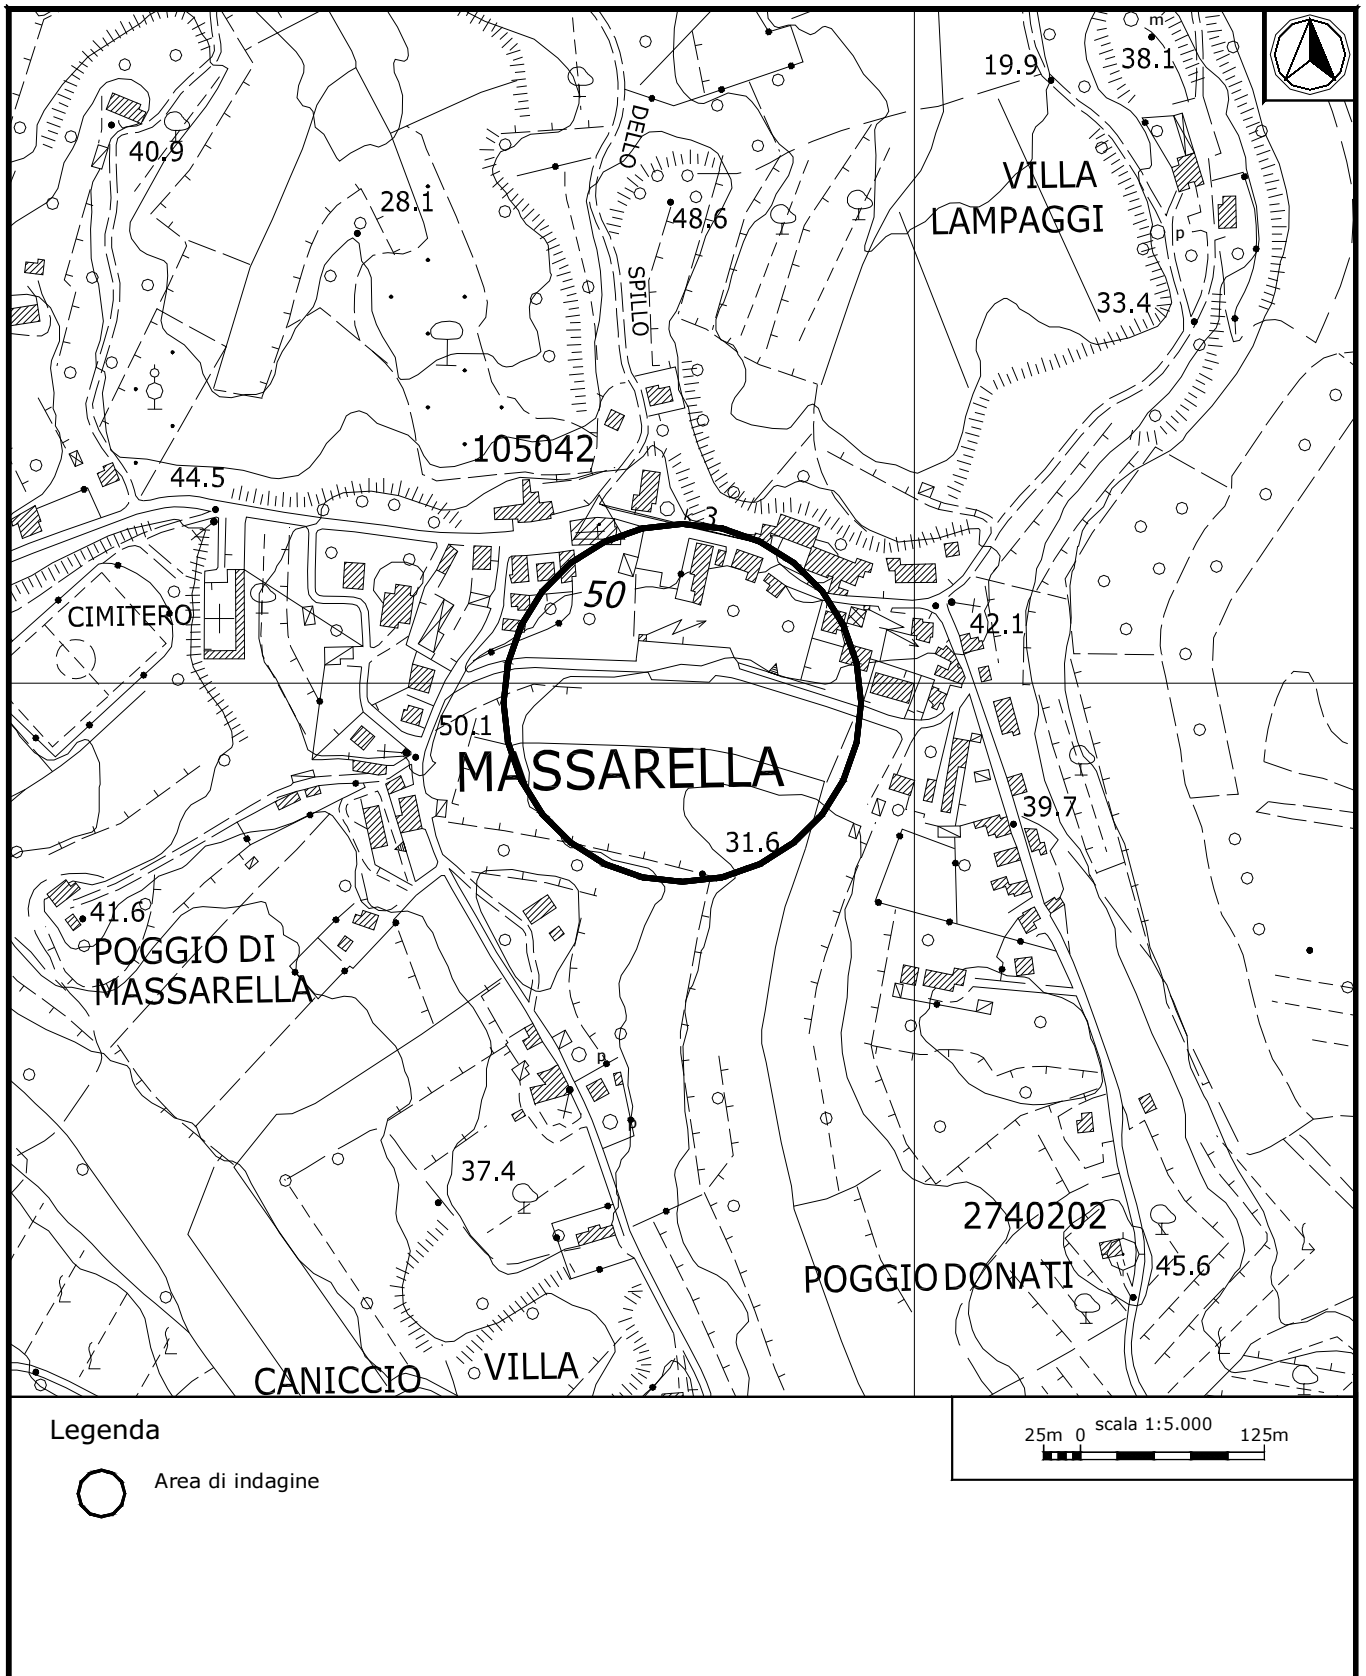 m
38.1
19.9
DELLO
40.9
VILLA
LAMPAGGI
28.1
48.6
p
SPILLO
33.4
105042
44.5
3
50
CIMITERO
42.1
50.1
MASSARELLA
39.7
31.6
41.6
POGGIO DI
MASSARELLA
p
p
37.4
2740202
POGGIO DONATI
45.6
CANICCIO
VILLA
Legenda
Area di indagine
scala 1:5.000
25m 0 125m